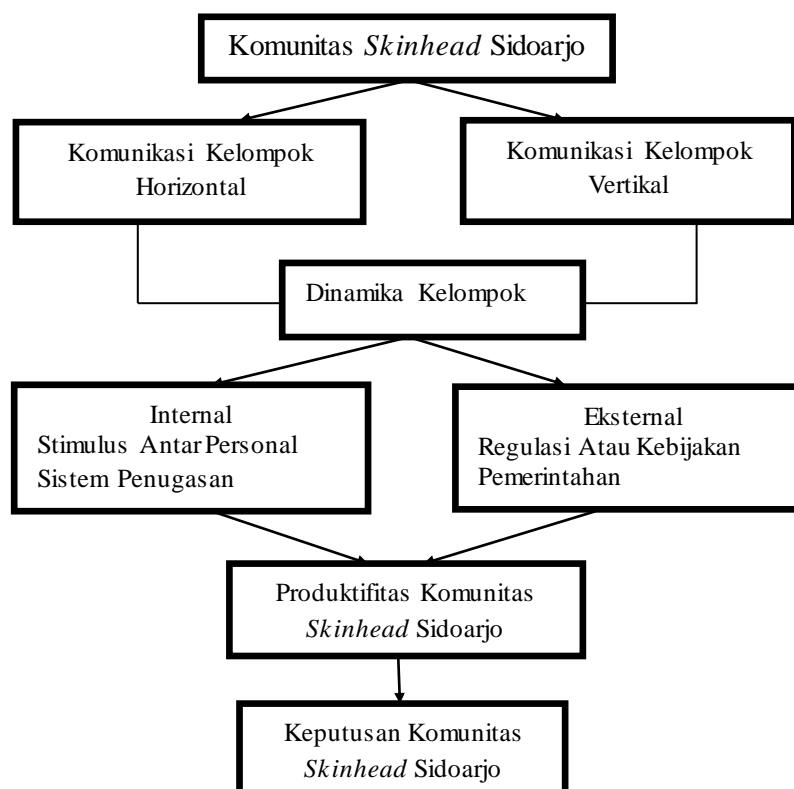 Komunitas Skinhead Sidoarjo
Komunikasi Kelompok
Horizontal
Komunikasi Kelompok
Vertikal
Dinamika Kelompok
Internal
Stimulus Antar Personal
Sistem Penugasan
Eksternal
Regulasi Atau Kebijakan
Pemerintahan
Produktifitas Komunitas
Skinhead Sidoarjo
Keputusan Komunitas
Skinhead Sidoarjo